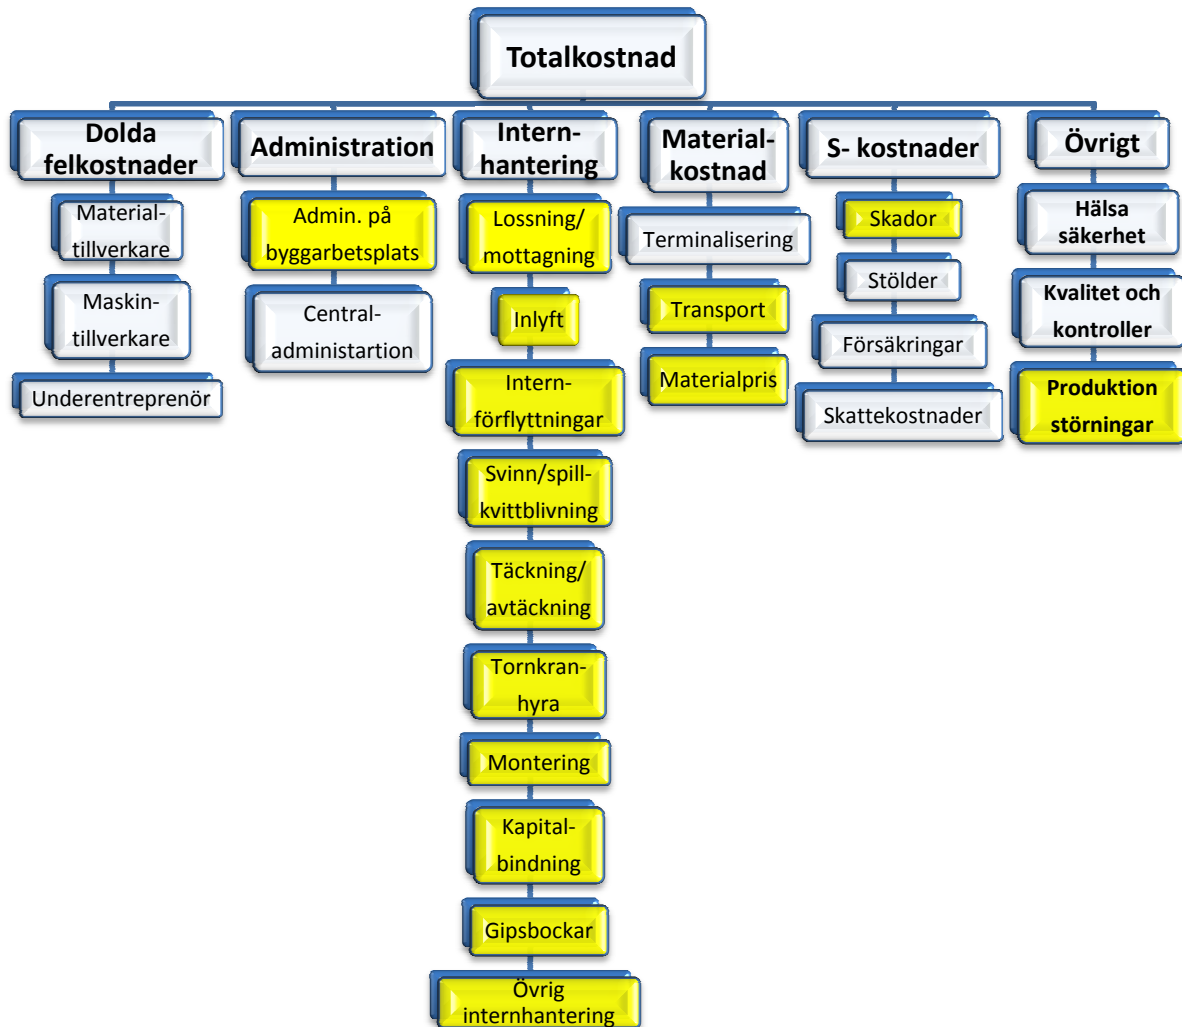 Totalkostnad
Dolda
felkostnader
Material-
tillverkare
Maskin-
tillverkare
Underentreprenör
Administration
Admin. på
byggarbetsplats
Central-
administartion
Intern-
hantering
Lossning/
mottagning
Inlyft
Intern-
förflyttningar
Svinn/spill-
kvittblivning
Täckning/
avtäckning
Tornkran-
hyra
Montering
Kapital-
bindning
Gipsbockar
Övrig
internhantering
Material-
kostnad
Terminalisering
Transport
Materialpris
S- kostnader
Skador
Stölder
Försäkringar
Skattekostnader
Övrigt
Hälsa
säkerhet
Kvalitet och
kontroller
Produktion
störningar